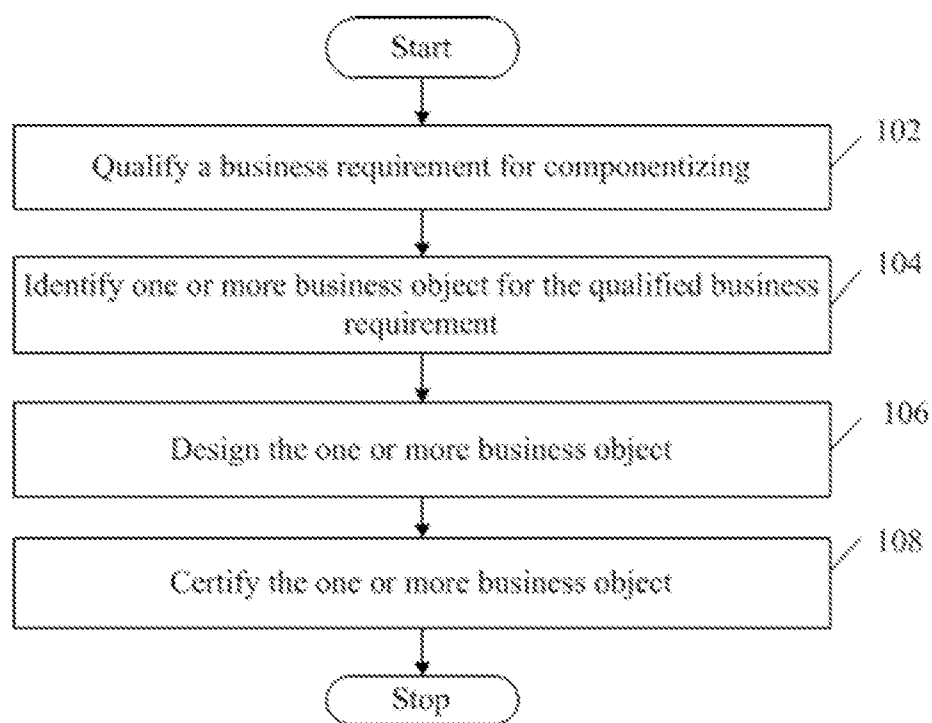 Start
102
Qualify a business requirement for componentizing
104
Identify one or more business object for the qualified business
requirement
106
Design the one or more business object
108
Certify the one or more business object
Stop